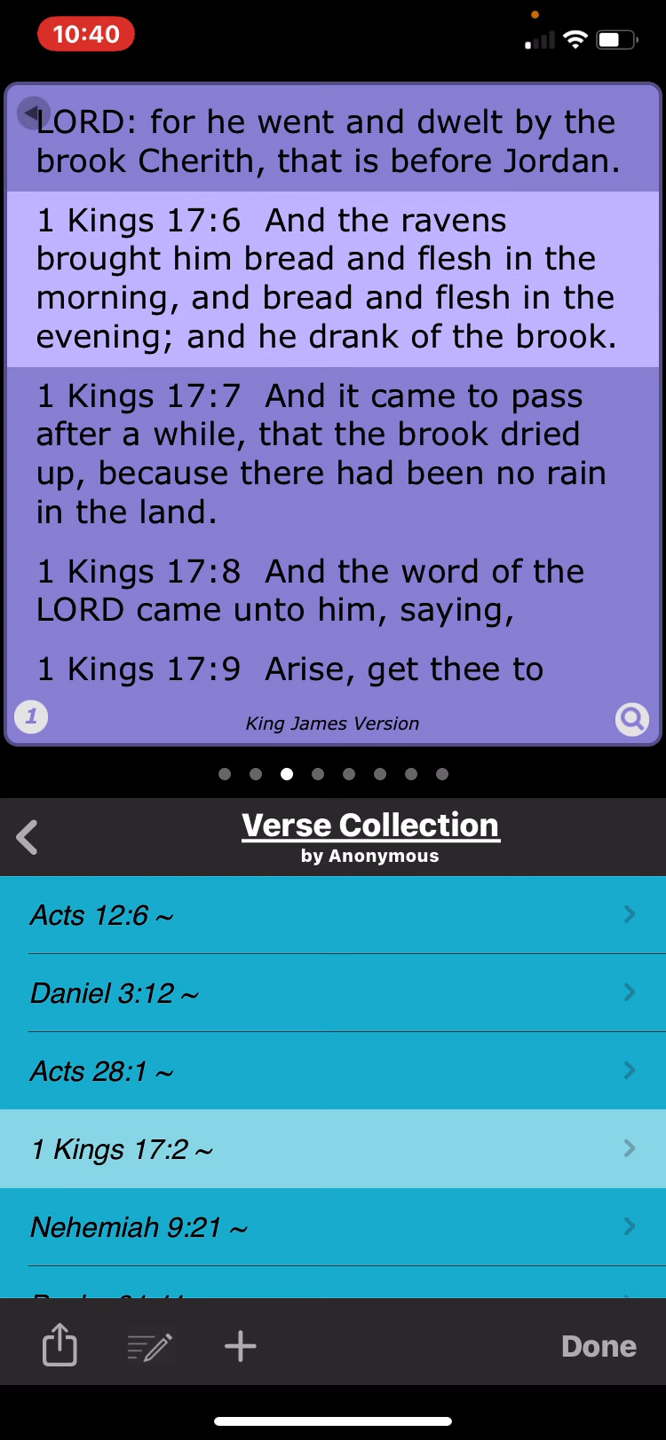 10:40
LORD: for he went and dwelt by the
brook Cherith, that is before Jordan.
1 Kings 17:6 And the ravens
brought him bread and flesh in the
morning, and bread and flesh in the
evening; and he drank of the brook.
1 Kings 17:7 And it came to pass
after a while, that the brook dried
up, because there had been no rain
in the land.
1 Kings 17:8 And the word of the
LORD came unto him, saying,
1 Kings 17:9 Arise, get thee to
1
King James Version
Verse Collection
by Anonymous
Acts 12:6 ~
Daniel 3:12 ~
Acts 28:1 ~
1 Kings 17:2 ~
Nehemiah 9:21 ~
Done